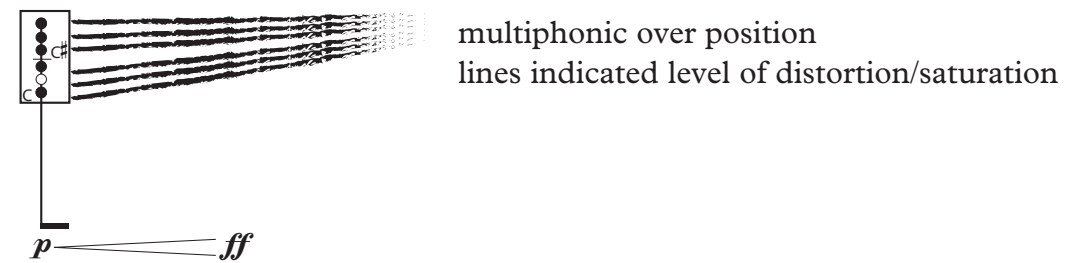 C#
C
multiphonic over position
lines indicated level of distortion/saturation
p ff